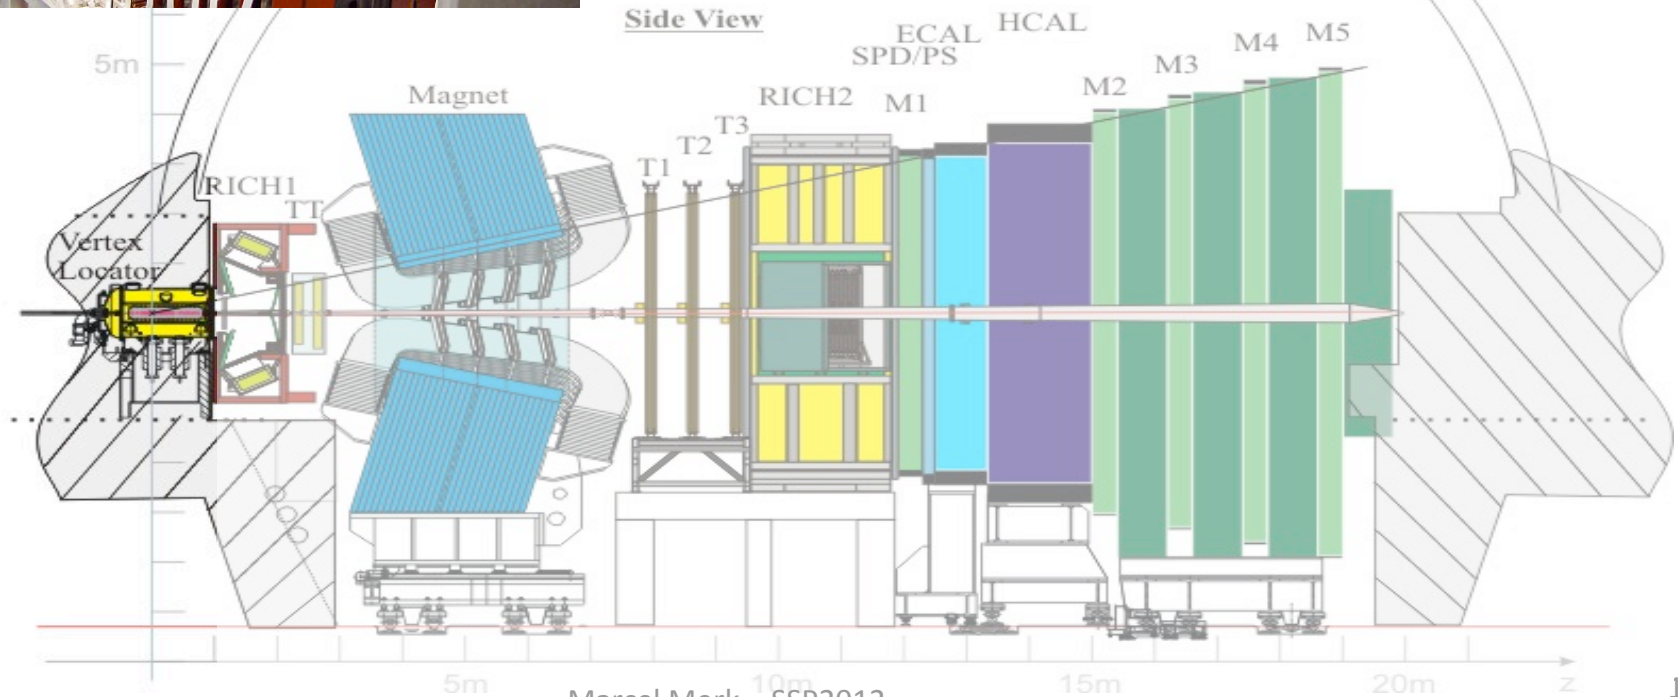 Side View
ECAL
HCAL
SPD/PS
M5
M4
M3
M2
M1
5m
Magnet
RICH2
T3
T2
T1
RICH1
TT
Vertex
Locator
5m
10m
15m
20m
z